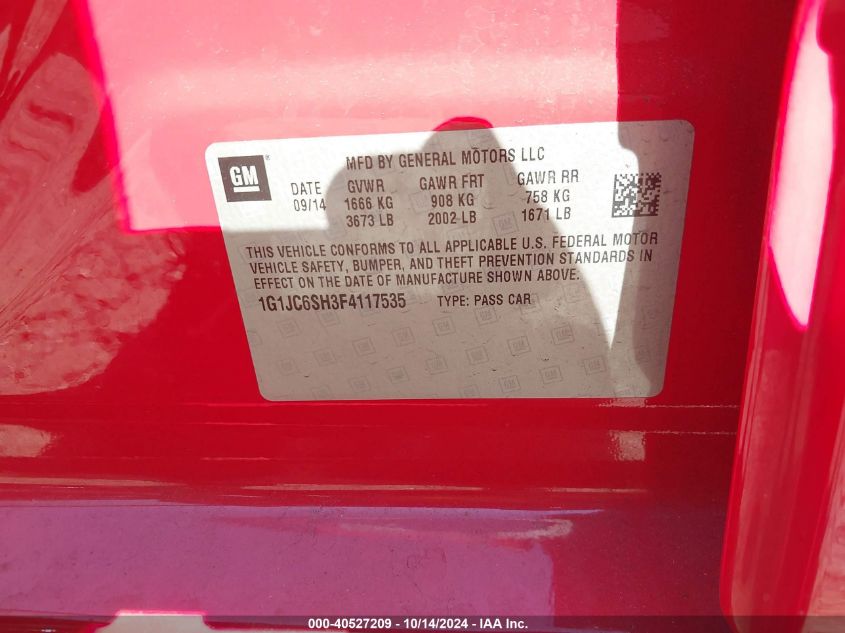 GM ®
MFD BY GENERAL MOTORS LLC
DATE GVWR GAWR FRT GAWR RR
09/14 1666 KG 908 KG 758 KG
3673 LB 2002 LB 1671 LB
THIS VEHICLE CONFORMS TO ALL APPLICABLE U.S. FEDERAL MOTOR
VEHICLE SAFETY, BUMPER, AND THEFT PREVENTION STANDARDS IN
EFFECT ON THE DATE OF MANUFACTURE SHOWN ABOVE.
1G1JC6SH3F4117535 TYPE: PASS CAR
000-40527209 - 10/14/2024 - IAA Inc.